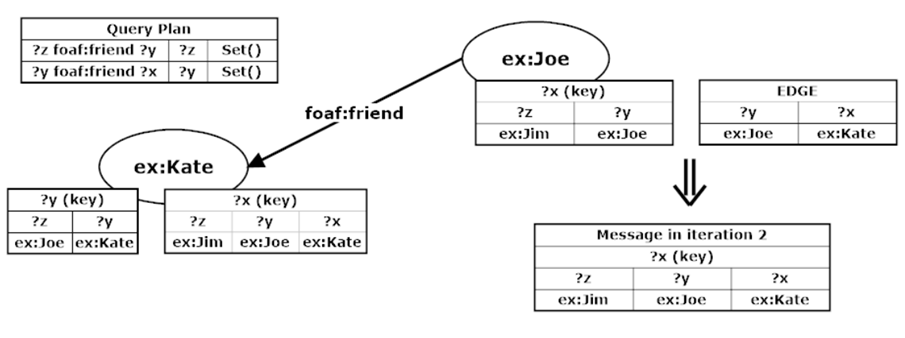 Query Plan
?z foaf:friend ?y ?z Set()
?y foaf:friend ?x ?y Set()
ex:Joe
?x (key)
?z ?y
ex:Jim ex:Joe
EDGE
?y ?x
ex:Joe ex:Kate
foaf:friend
ex:Kate
?y (key)
?z ?y
ex:Joe ex:Kate
?x (key)
?z ?y ?x
ex:Jim ex:Joe ex:Kate
Message in iteration 2
?x (key)
?z ?y ?x
ex:Jim ex:Joe ex:Kate